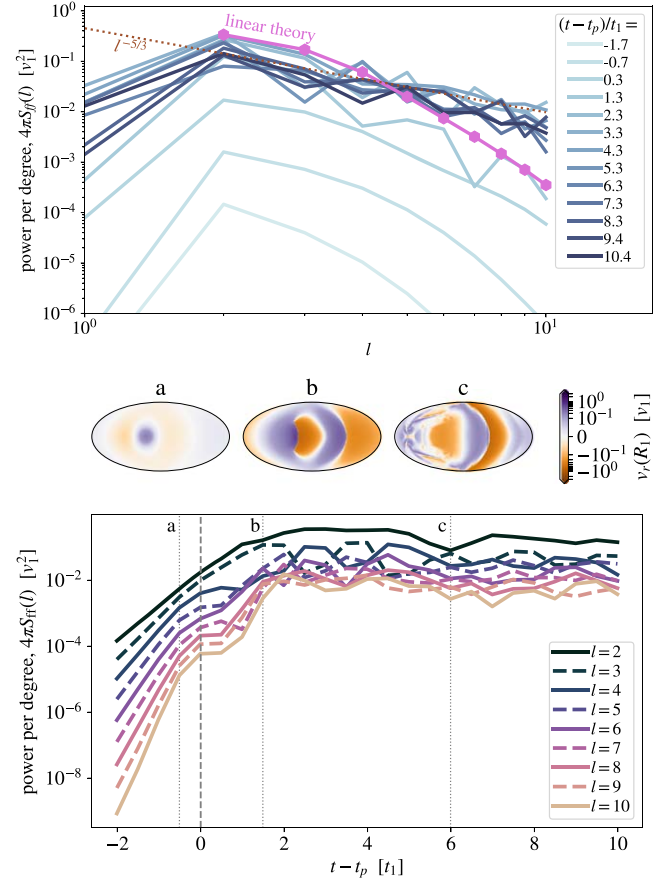 power per degree, 4πS_ff(l) [v_1^2]
10^0
10^-1
10^-2
10^-3
10^-4
10^-5
10^-6
l^-5/3
linear theory
(t − t_p)/t_1 =
-1.7
-0.7
0.3
1.3
2.3
3.3
4.3
5.3
6.3
7.3
8.3
9.4
10.4
10^0
10^1
l
a
b
c
10^0
10^-1
0
−10^-1
−10^0
v_r(R_1) [v_1]
power per degree, 4πS_ff(l) [v_1^2]
10^-2
10^-4
10^-6
10^-8
a
b
c
l = 2
l = 3
l = 4
l = 5
l = 6
l = 7
l = 8
l = 9
l = 10
−2
0
2
4
6
8
10
t − t_p [t_1]